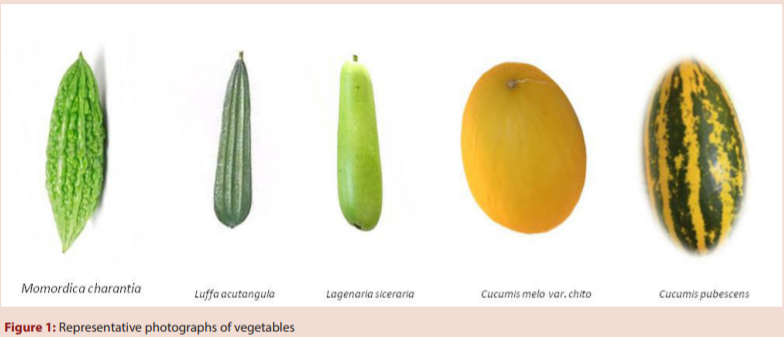 Momordica charantia
Luffa acutangula
Lagenaria siceraria
Cucumis melo var. chito
Cucumis pubescens
Figure 1: Representative photographs of vegetables